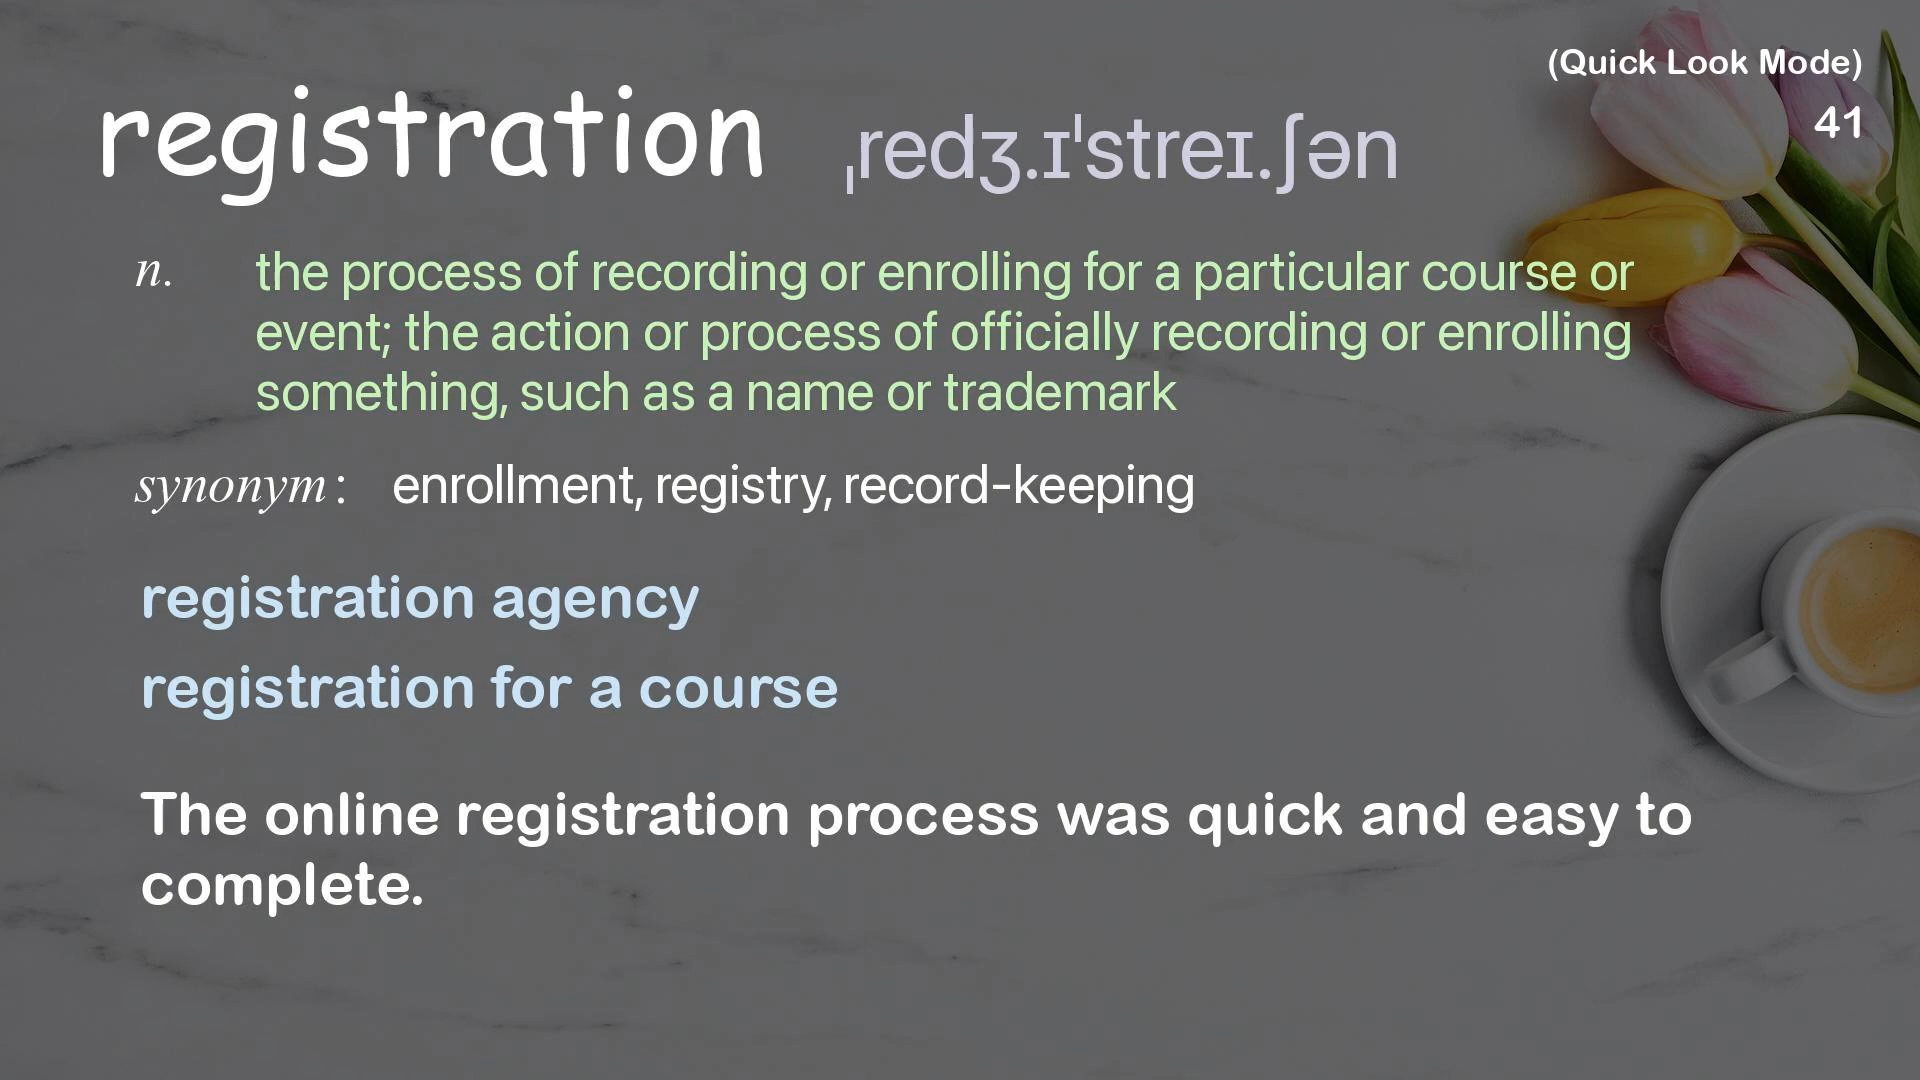 (Quick Look Mode)
registration ˌredʒ.ɪˈstreɪ.ʃən
41
n. the process of recording or enrolling for a particular course or
event; the action or process of officially recording or enrolling
something, such as a name or trademark
synonym : enrollment, registry, record-keeping
registration agency
registration for a course
The online registration process was quick and easy to
complete.